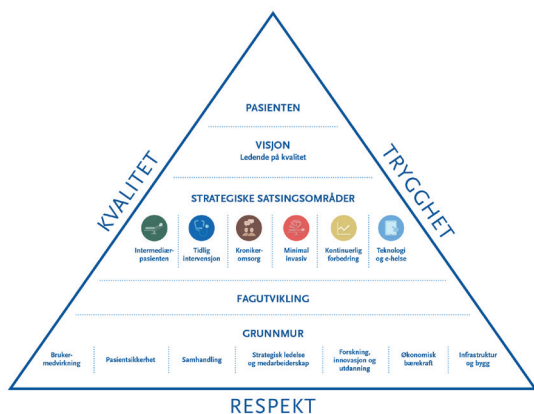 PASIENTEN
VISJON
Ledende på kvalitet
KVALITET
TRYGGHET
STRATEGISKE SATSINGSOMRÅDER
Intermediær-
pasienten
Tidlig
intervensjon
Kroniker-
omsorg
Minimal
Invasiv
Kontinuerlig
forbedring
Teknologi
og e-helse
FAGUTVIKLING
GRUNNMUR
Bruker-
medvirkning
Pasientsikkerhet
Samhandling
Strategisk ledelse
og medarbeiderskap
Forskning,
innovasjon og
utdanning
Økonomisk
bærekraft
Infrastruktur
og bygg
RESPEKT